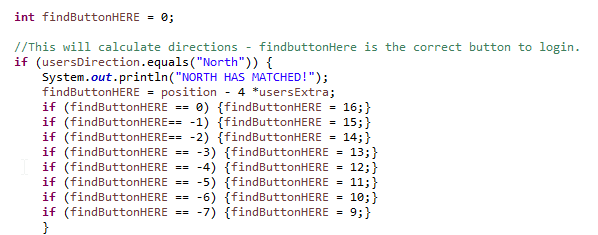 int findButtonHERE = 0;
//This will calculate directions - findbuttonHere is the correct button to login.
if (usersDirection.equals("North")) {
System.out.println("NORTH HAS MATCHED!");
findButtonHERE = position - 4 *usersExtra;
if (findButtonHERE == 0) {findButtonHERE = 16;}
if (findButtonHERE== -1) {findButtonHERE = 15;}
if (findButtonHERE== -2) {findButtonHERE = 14;}
if (findButtonHERE == -3) {findButtonHERE = 13;}
if (findButtonHERE == -4) {findButtonHERE = 12;}
if (findButtonHERE == -5) {findButtonHERE = 11;}
if (findButtonHERE == -6) {findButtonHERE = 10;}
if (findButtonHERE == -7) {findButtonHERE = 9;}
}